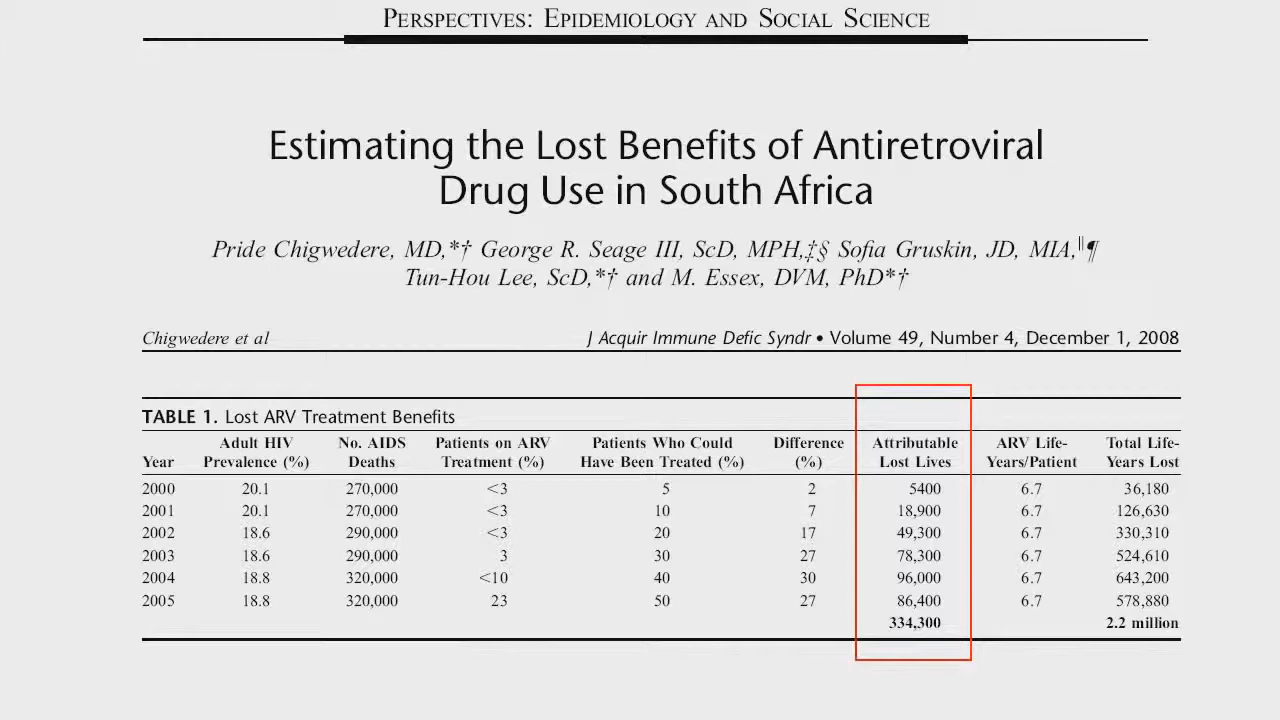 PERSPECTIVES: EPIDEMIOLOGY AND SOCIAL SCIENCE
Estimating the Lost Benefits of Antiretroviral
Drug Use in South Africa
Pride Chigwedere, MD,*† George R. Seage III, ScD, MPH,‡§ Sofia Gruskin, JD, MIA,‖¶
Tun-Hou Lee, ScD,*† and M. Essex, DVM, PhD*†
Chigwedere et al J Acquir Immune Defic Syndr • Volume 49, Number 4, December 1, 2008
TABLE 1. Lost ARV Treatment Benefits
Adult HIV No. AIDS Patients on ARV Patients Who Could Difference Attributable ARV Life- Total Life-
Year Prevalence (%) Deaths Treatment (%) Have Been Treated (%) (%) Lost Lives Years/Patient Years Lost
2000 20.1 270,000 <3 5 2 5400 6.7 36,180
2001 20.1 270,000 <3 10 7 18,900 6.7 126,630
2002 18.6 290,000 <3 20 17 49,300 6.7 330,310
2003 18.6 290,000 3 30 27 78,300 6.7 524,610
2004 18.8 320,000 <10 40 30 96,000 6.7 643,200
2005 18.8 320,000 23 50 27 86,400 6.7 578,880
334,300 2.2 million